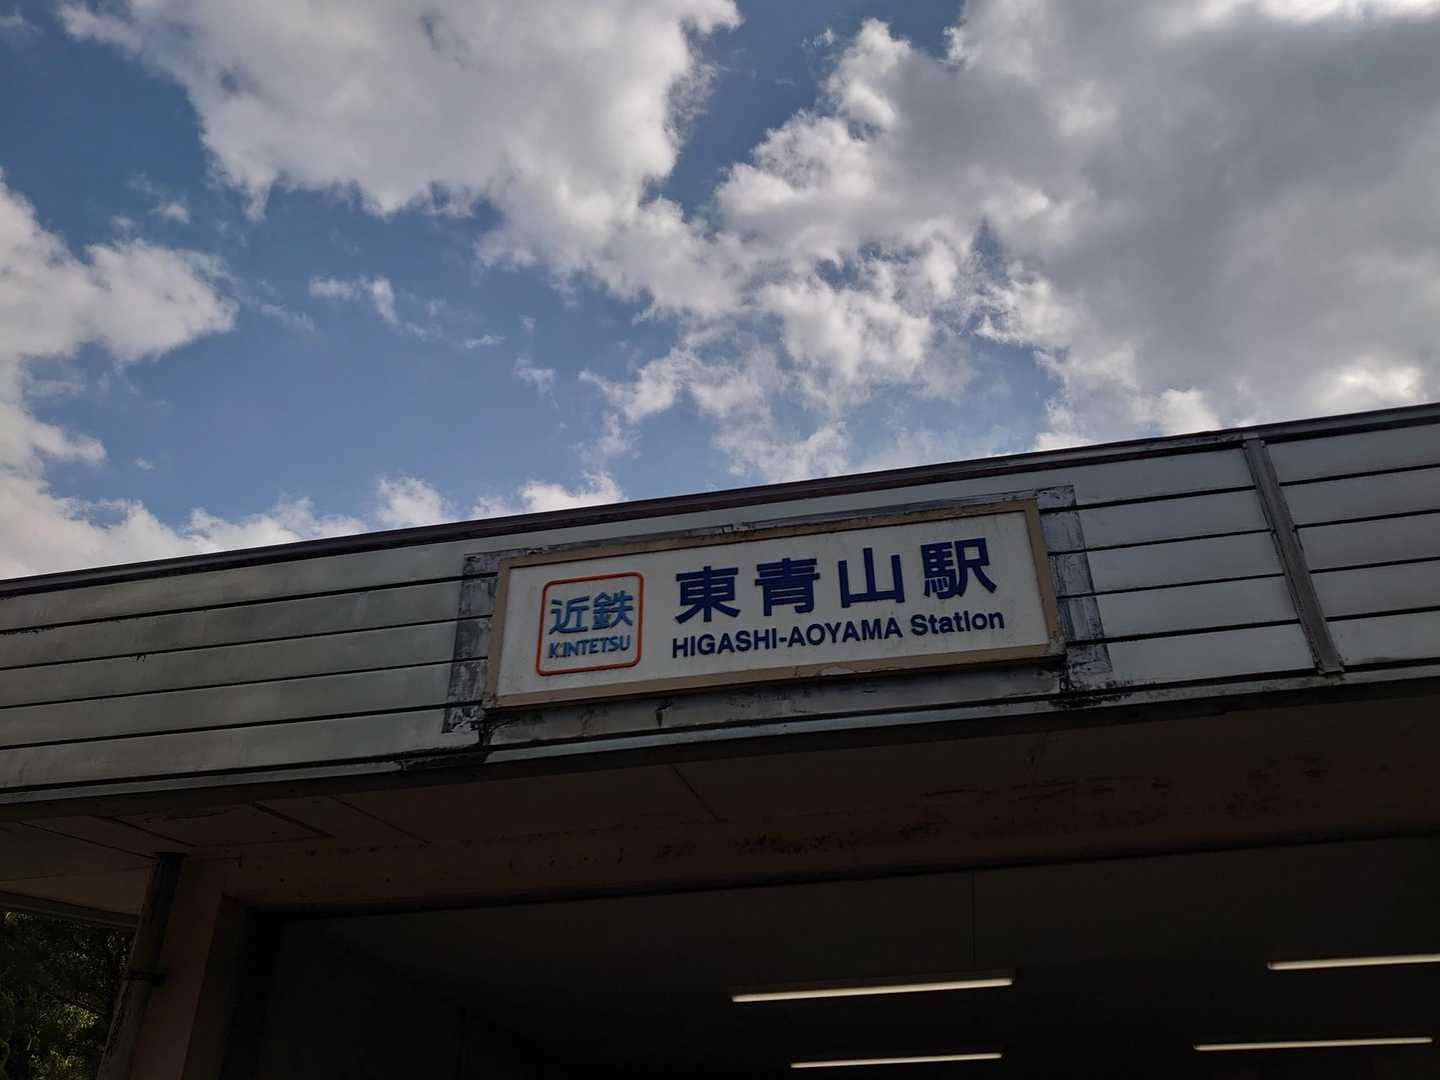 近鉄
KINTETSU
東青山駅
HIGASHI-AOYAMA Station